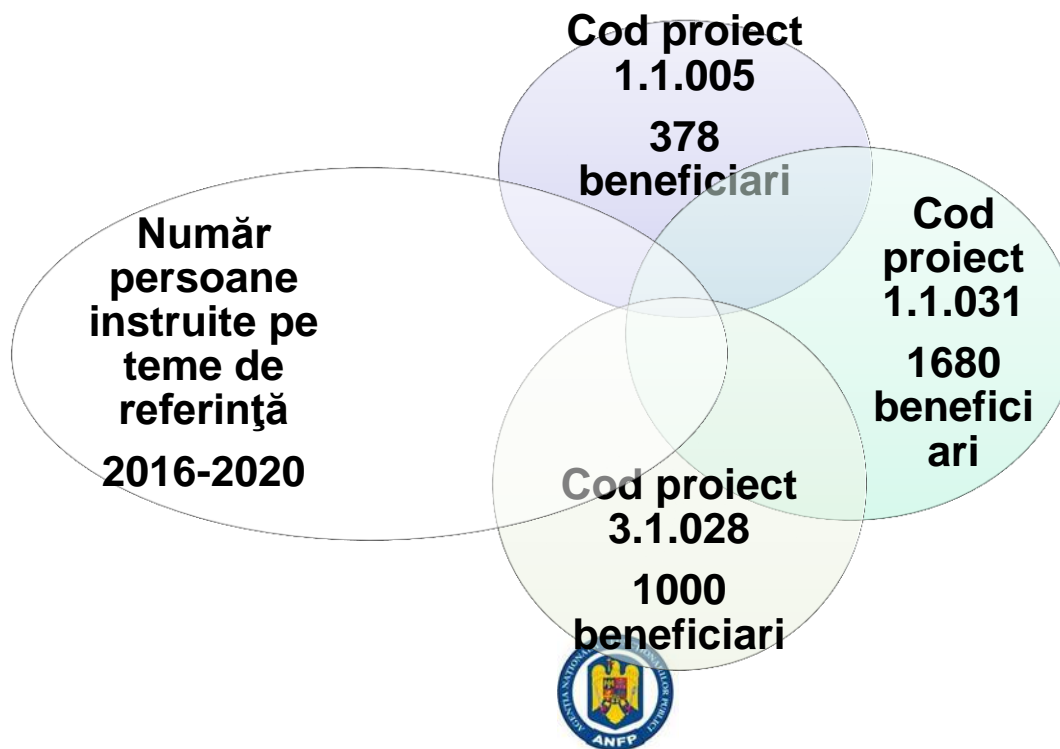 Cod proiect
1.1.005
378
beneficiari
Număr
persoane
instruite pe
teme de
referinţă
2016-2020
Cod
proiect
1.1.031
1680
benefici
ari
Cod proiect
3.1.028
1000
beneficiari
ANFP